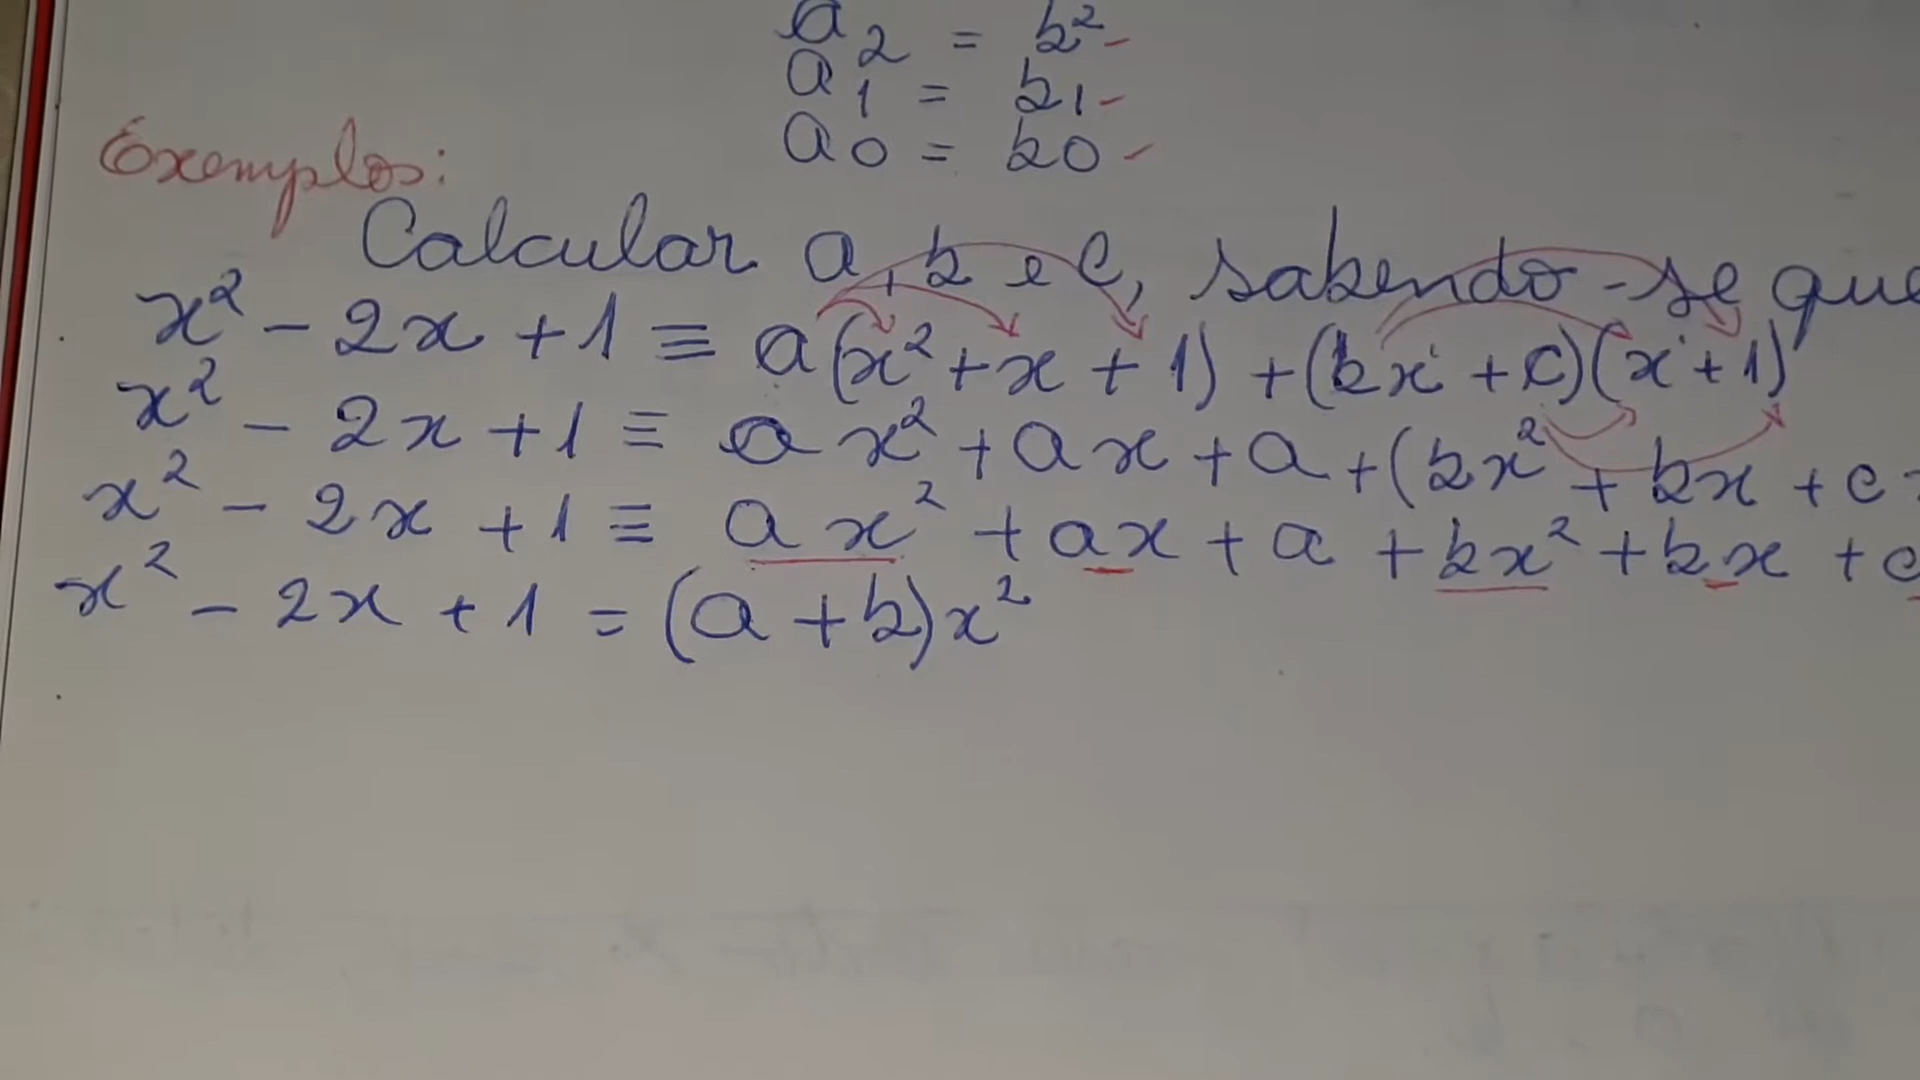 a2 = b²-
a1 = b1-
a0 = b0-
Exemplos:
Calcular a, b e c, sabendo-se que
x² - 2x + 1 ≡ a(x² + x + 1) + (bx + c)(x + 1)
x² - 2x + 1 ≡ ax² + ax + a + (bx² + bx + c
x² - 2x + 1 ≡ ax² + ax + a + bx² + bx + c
x² - 2x + 1 = (a + b)x²